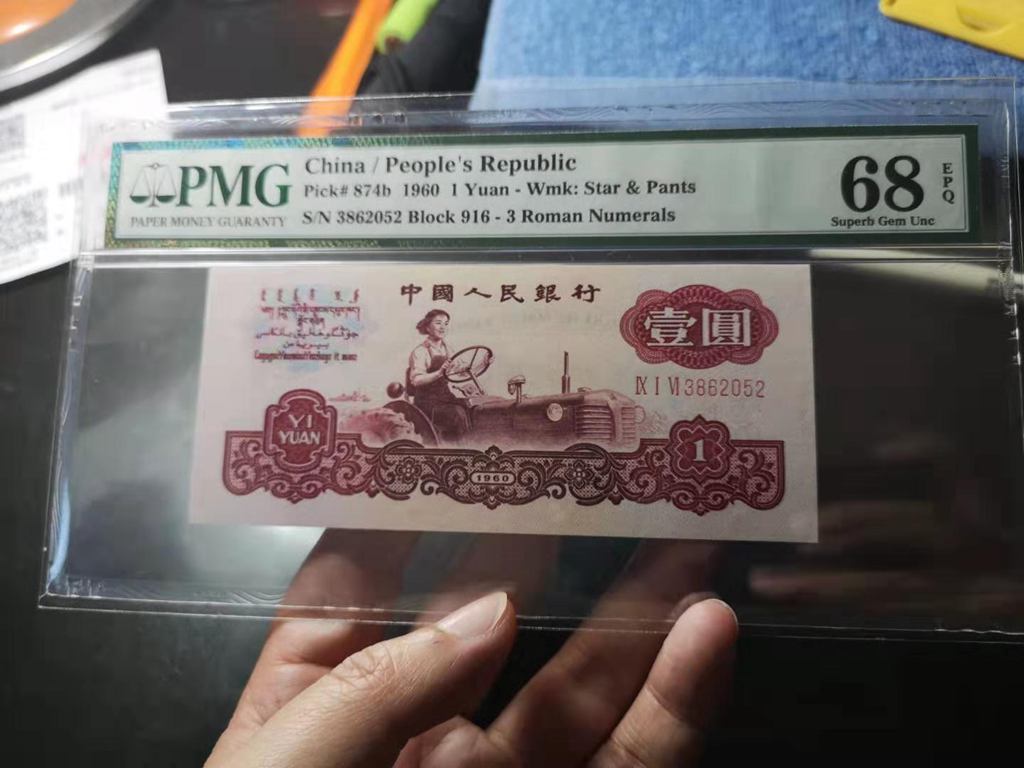 PMG
PAPER MONEY GUARANTY
China / People's Republic
Pick# 874b 1960 1 Yuan - Wmk: Star & Pants
S/N 3862052 Block 916 - 3 Roman Numerals
68
EPQ
Superb Gem Unc
中國人民銀行
壹圓
IX I VI 3862052
YI
YUAN
1
1960